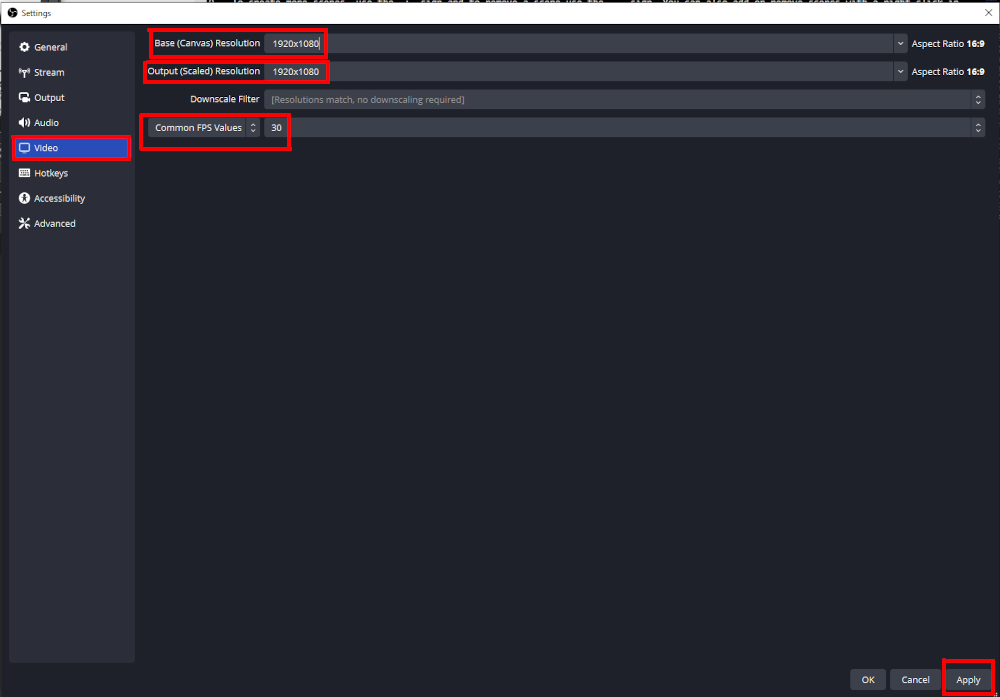 Settings
General
Stream
Output
Audio
Video
Hotkeys
Accessibility
Advanced
Base (Canvas) Resolution 1920x1080 Aspect Ratio 16:9
Output (Scaled) Resolution 1920x1080 Aspect Ratio 16:9
Downscale Filter [Resolutions match, no downscaling required]
Common FPS Values 30
OK Cancel Apply